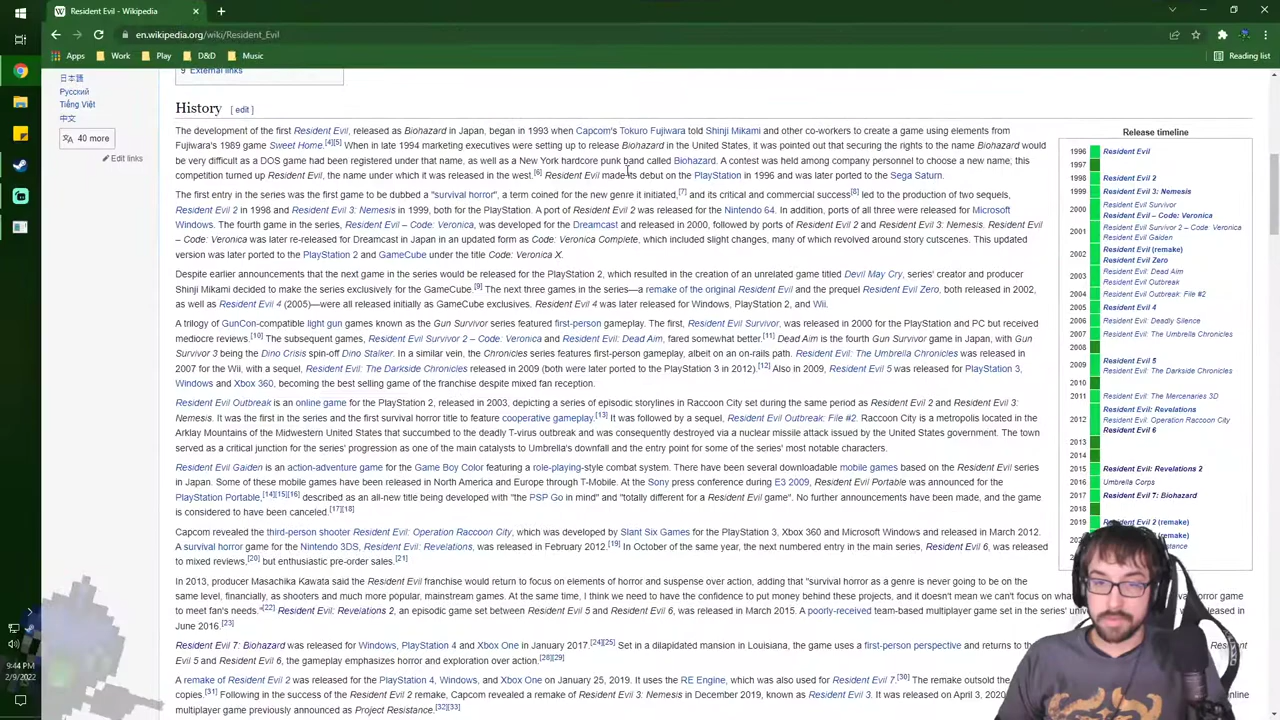 Resident Evil - Wikipedia
en.wikipedia.org/wiki/Resident_Evil
Apps Work Play D&D Music Reading list
日本語
Русский
Tiếng Việt
中文
40 more
Edit links
9 External links
History [ edit ]
The development of the first Resident Evil, released as Biohazard in Japan, began in 1993 when Capcom's Tokuro Fujiwara told Shinji Mikami and other co-workers to create a game using elements from
Fujiwara's 1989 game Sweet Home.[4][5] When in late 1994 marketing executives were setting up to release Biohazard in the United States, it was pointed out that securing the rights to the name Biohazard would
be very difficult as a DOS game had been registered under that name, as well as a New York hardcore punk band called Biohazard. A contest was held among company personnel to choose a new name; this
competition turned up Resident Evil, the name under which it was released in the west.[6] Resident Evil made its debut on the PlayStation in 1996 and was later ported to the Sega Saturn.
The first entry in the series was the first game to be dubbed a "survival horror", a term coined for the new genre it initiated,[7] and its critical and commercial success[8] led to the production of two sequels,
Resident Evil 2 in 1998 and Resident Evil 3: Nemesis in 1999, both for the PlayStation. A port of Resident Evil 2 was released for the Nintendo 64. In addition, ports of all three were released for Microsoft
Windows. The fourth game in the series, Resident Evil – Code: Veronica, was developed for the Dreamcast and released in 2000, followed by ports of Resident Evil 2 and Resident Evil 3: Nemesis. Resident Evil
– Code: Veronica was later re-released for Dreamcast in Japan in an updated form as Code: Veronica Complete, which included slight changes, many of which revolved around story cutscenes. This updated
version was later ported to PlayStation 2 and GameCube under the title Code: Veronica X.
Despite earlier announcements that the next game in the series would be released for the PlayStation 2, which resulted in the creation of an unrelated game titled Devil May Cry, series' creator and producer
Shinji Mikami decided to make the series exclusively for the GameCube.[9] The next three games in the series—a remake of the original Resident Evil and the prequel Resident Evil Zero, both released in 2002,
as well as Resident Evil 4 (2005)—were all released initially as GameCube exclusives. Resident Evil 4 was later released for Windows, PlayStation 2, and Wii.
A trilogy of GunCon-compatible light gun games known as the Gun Survivor series featured first-person gameplay. The first, Resident Evil Survivor, was released in 2000 for the PlayStation and PC but received
mediocre reviews.[10] The subsequent games, Resident Evil Survivor 2 – Code: Veronica and Resident Evil: Dead Aim, fared somewhat better.[11] Dead Aim is the fourth Gun Survivor game in Japan, with Gun
Survivor 3 being the Dino Crisis spin-off Dino Stalker. In a similar vein, the Chronicles series features first-person gameplay, albeit on an on-rails path. Resident Evil: The Umbrella Chronicles was released in
2007 for the Wii, with a sequel, Resident Evil: The Darkside Chronicles released in 2009 (both were later ported to the PlayStation 3 in 2012).[12] Also in 2009, Resident Evil 5 was released for PlayStation 3,
Windows and Xbox 360, becoming the best selling game of the franchise despite mixed fan reception.
Resident Evil Outbreak is an online game for the PlayStation 2, released in 2003, depicting a series of episodic storylines in Raccoon City set during the same period as Resident Evil 2 and Resident Evil 3:
Nemesis. It was the first in the series and the first survival horror title to feature cooperative gameplay.[13] It was followed by a sequel, Resident Evil Outbreak: File #2. Raccoon City is a metropolis located in the
Arklay Mountains of the Midwestern United States that succumbed to the deadly T-virus outbreak and was consequently destroyed via a nuclear missile attack issued by the United States government. The town
served as a critical junction for the series' progression as one of the main catalysts to Umbrella's downfall and the entry point for some of the series' most notable characters.
Resident Evil Gaiden is an action-adventure game for the Game Boy Color featuring a role-playing-style combat system. There have been several downloadable mobile games based on the Resident Evil series
in Japan. Some of these mobile games have been released in North America and Europe through T-Mobile. At the Sony press conference during E3 2009, Resident Evil Portable was announced for the
PlayStation Portable,[14][15][16] described as an all-new title being developed with "the PSP Go in mind" and "totally different for a Resident Evil game". No further announcements have been made, and the game
is considered to have been canceled.[17][18]
Capcom revealed the third-person shooter Resident Evil: Operation Raccoon City, which was developed by Slant Six Games for the PlayStation 3, Xbox 360 and Microsoft Windows and released in March 2012.
A survival horror game for the Nintendo 3DS, Resident Evil: Revelations, was released in February 2012.[19] In October of the same year, the next numbered entry in the main series, Resident Evil 6, was released
to mixed reviews,[20] but enthusiastic pre-order sales.[21]
In 2013, producer Masachika Kawata said the Resident Evil franchise would return to focus on elements of horror and suspense over action, adding that "survival horror as a genre is never going to be on the
same level, financially, as shooters and much more popular, mainstream games. At the same time, I think we need to have the confidence to put money behind these projects, and it doesn't mean we can't focus on what horror game
to meet fan's needs."[22] Resident Evil: Revelations 2, an episodic game set between Resident Evil 5 and Resident Evil 6, was released in March 2015. A poorly-received team-based multiplayer game set in the series' released in
June 2016.[23]
Resident Evil 7: Biohazard was released for Windows, PlayStation 4 and Xbox One in January 2017.[24][25] Set in a dilapidated mansion in Louisiana, the game uses a first-person perspective and returns to the
Evil 5 and Resident Evil 6, the gameplay emphasizes horror and exploration over action.[28][29]
A remake of Resident Evil 2 was released for the PlayStation 4, Windows, and Xbox One on January 25, 2019. It uses the RE Engine, which was also used for Resident Evil 7.[30] The remake outsold the
copies.[31] Following in the success of the Resident Evil 2 remake, Capcom revealed a remake of Resident Evil 3: Nemesis in December 2019, known as Resident Evil 3. It was released on April 3, 2020 online
multiplayer game previously announced as Project Resistance.[32][33]
Release timeline
1996 Resident Evil
1997
1998 Resident Evil 2
1999 Resident Evil 3: Nemesis
2000 Resident Evil Survivor
Resident Evil – Code: Veronica
2001 Resident Evil Survivor 2 – Code: Veronica
Resident Evil Gaiden
2002 Resident Evil (remake)
Resident Evil Zero
2003 Resident Evil: Dead Aim
Resident Evil Outbreak
2004 Resident Evil Outbreak: File #2
2005 Resident Evil 4
2006 Resident Evil: Deadly Silence
2007 Resident Evil: The Umbrella Chronicles
2008
2009 Resident Evil 5
Resident Evil: The Darkside Chronicles
2010
2011 Resident Evil: The Mercenaries 3D
2012 Resident Evil: Revelations
Resident Evil: Operation Raccoon City
Resident Evil 6
2013
2014
2015 Resident Evil: Revelations 2
2016 Umbrella Corps
2017 Resident Evil 7: Biohazard
2018
2019 Resident Evil 2 (remake)
(remake)
9:44 PM
2/9/2022